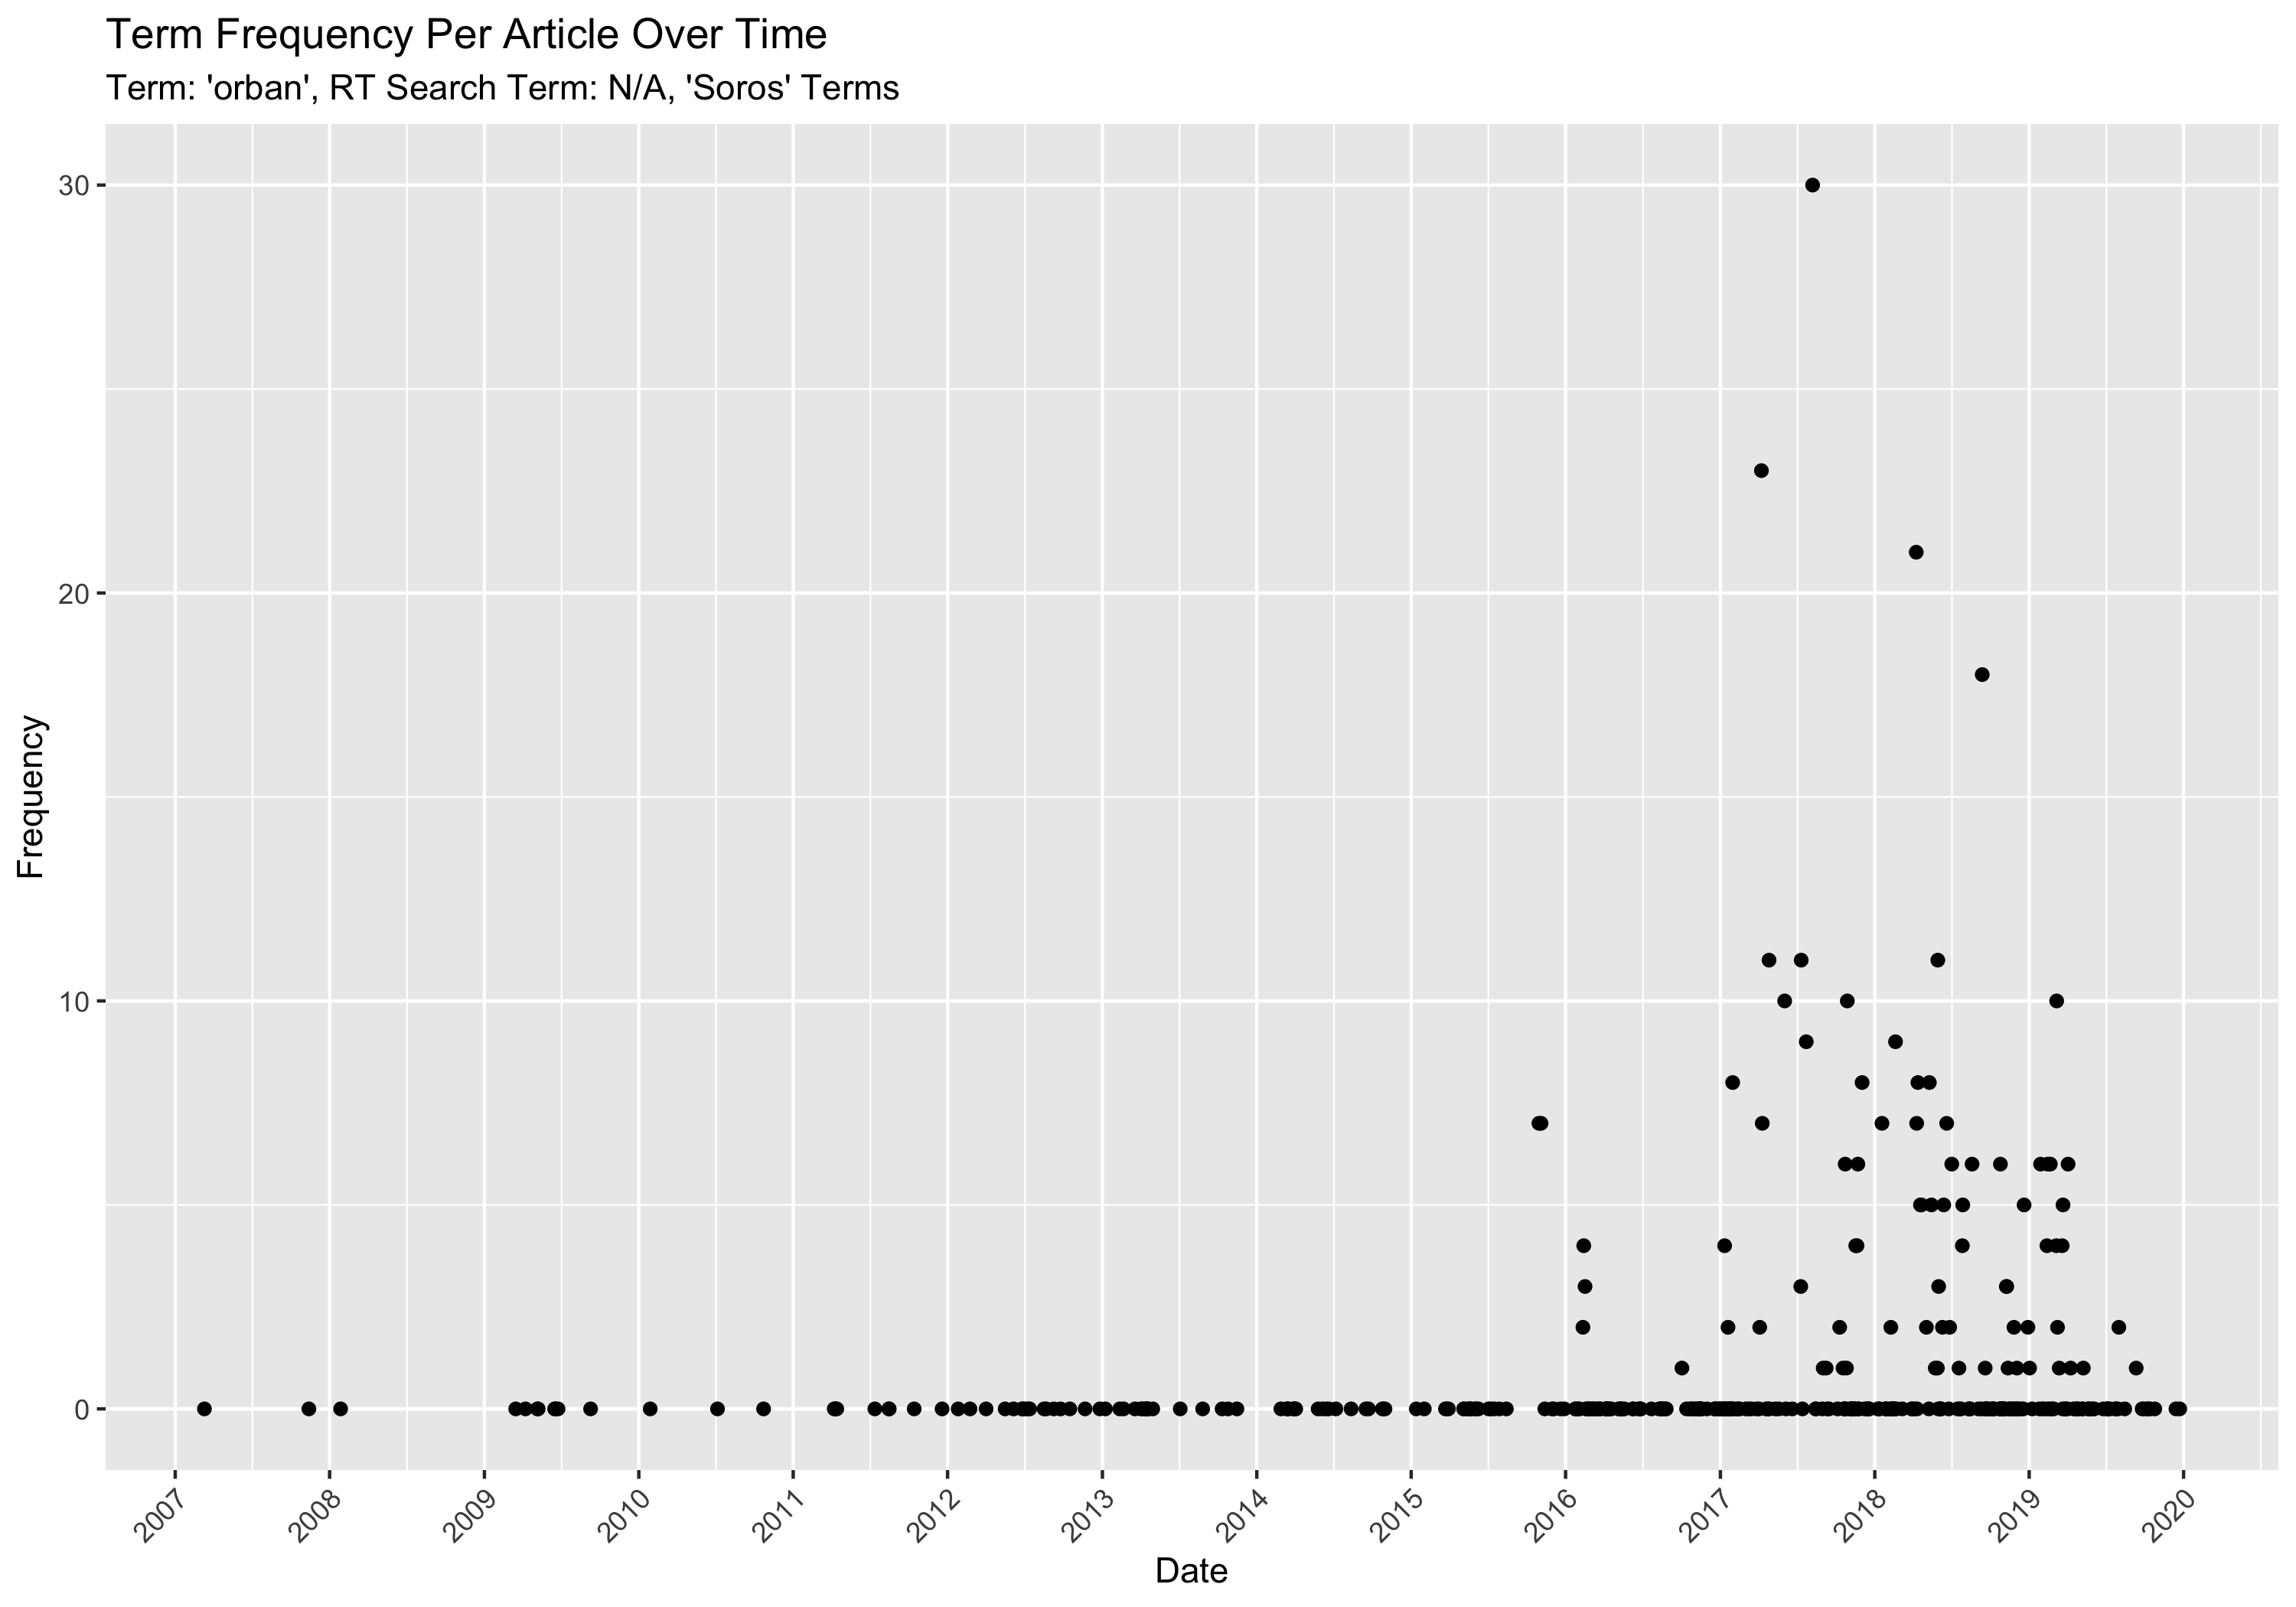 Term Frequency Per Article Over Time
Term: 'orban', RT Search Term: N/A, 'Soros' Terms
30
20
10
0
Frequency
2007 2008 2009 2010 2011 2012 2013 2014 2015 2016 2017 2018 2019 2020
Date